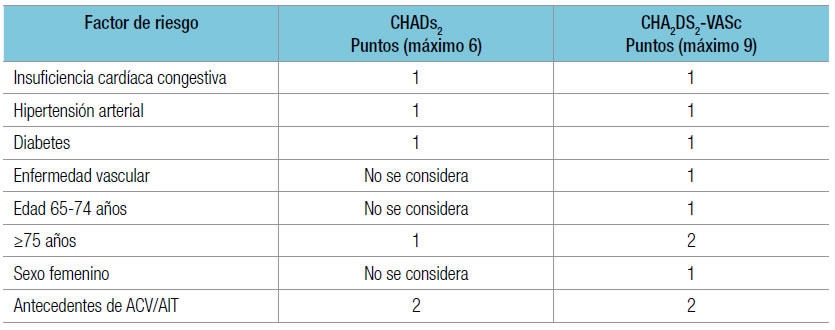 Factor de riesgo CHADs2 CHA2DS2-VASc
Puntos (máximo 6) Puntos (máximo 9)
Insuficiencia cardíaca congestiva 1 1
Hipertensión arterial 1 1
Diabetes 1 1
Enfermedad vascular No se considera 1
Edad 65-74 años No se considera 1
≥75 años 1 2
Sexo femenino No se considera 1
Antecedentes de ACV/AIT 2 2